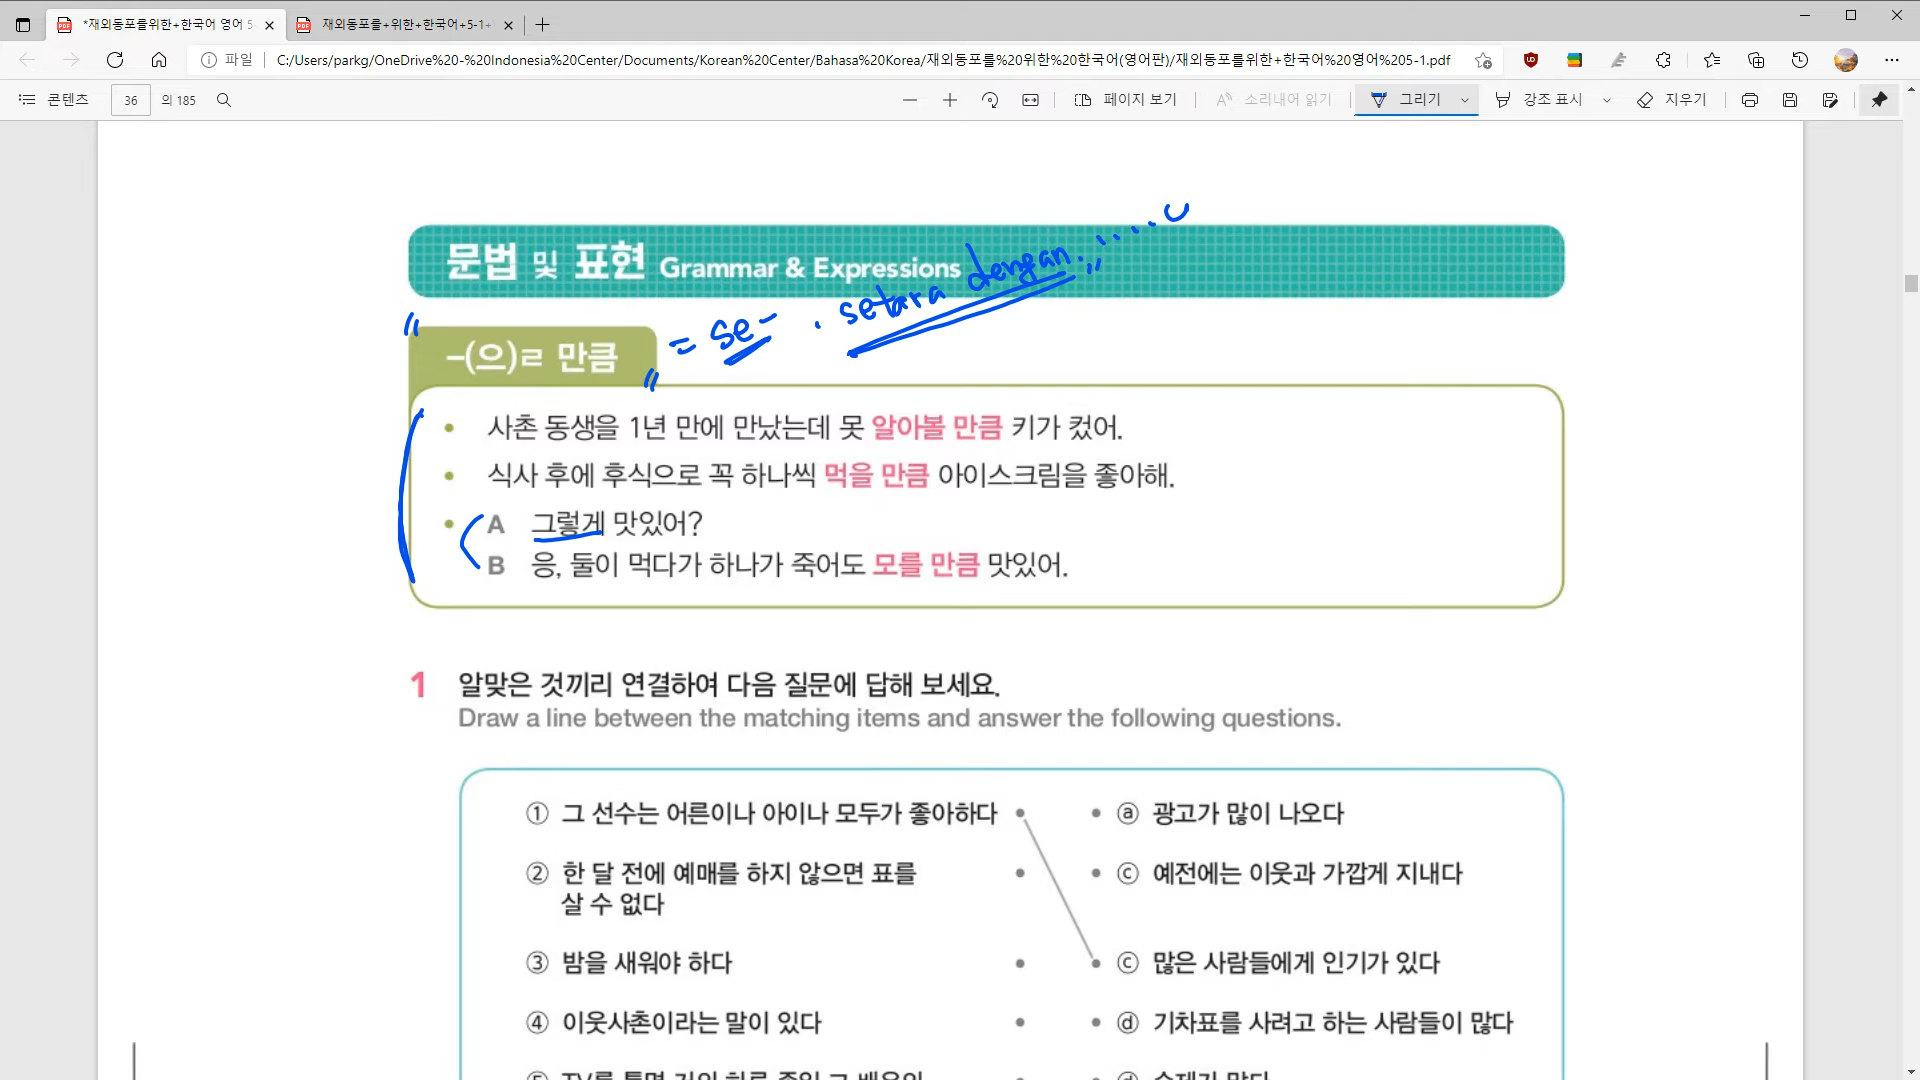 *재외동포를위한+한국어 영어 5
재외동포를+위한+한국어+5-1+
파일
C:/Users/parkg/OneDrive%20-%20Indonesia%20Center/Documents/Korean%20Center/Bahasa%20Korea/재외동포를%20위한%20한국어(영어판)/재외동포를위한+한국어%20영어%205-1.pdf
콘텐츠
36
의 185
페이지 보기
소리내어 읽기
그리기
강조 표시
지우기
문법 및 표현 Grammar & Expressions
-(으)ㄹ 만큼
= se- . setara dengan
• 사촌 동생을 1년 만에 만났는데 못 알아볼 만큼 키가 컸어.
• 식사 후에 후식으로 꼭 하나씩 먹을 만큼 아이스크림을 좋아해.
• A 그렇게 맛있어?
B 응, 둘이 먹다가 하나가 죽어도 모를 만큼 맛있어.
1 알맞은 것끼리 연결하여 다음 질문에 답해 보세요.
Draw a line between the matching items and answer the following questions.
① 그 선수는 어른이나 아이나 모두가 좋아하다 • • ⓐ 광고가 많이 나오다
② 한 달 전에 예매를 하지 않으면 표를 • • ⓒ 예전에는 이웃과 가깝게 지내다
살 수 없다
③ 밤을 새워야 하다 • • ⓒ 많은 사람들에게 인기가 있다
④ 이웃사촌이라는 말이 있다 • • ⓓ 기차표를 사려고 하는 사람들이 많다